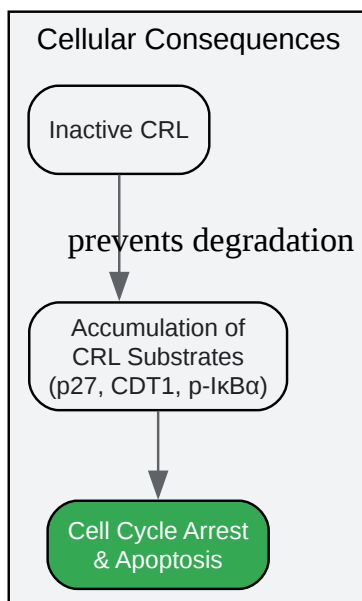 Cellular Consequences
Inactive CRL
prevents degradation
Accumulation of
CRL Substrates
(p27, CDT1, p-IκBα)
Cell Cycle Arrest
& Apoptosis